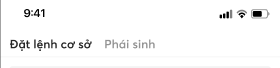 9:41
Đặt lệnh cơ sở Phái sinh